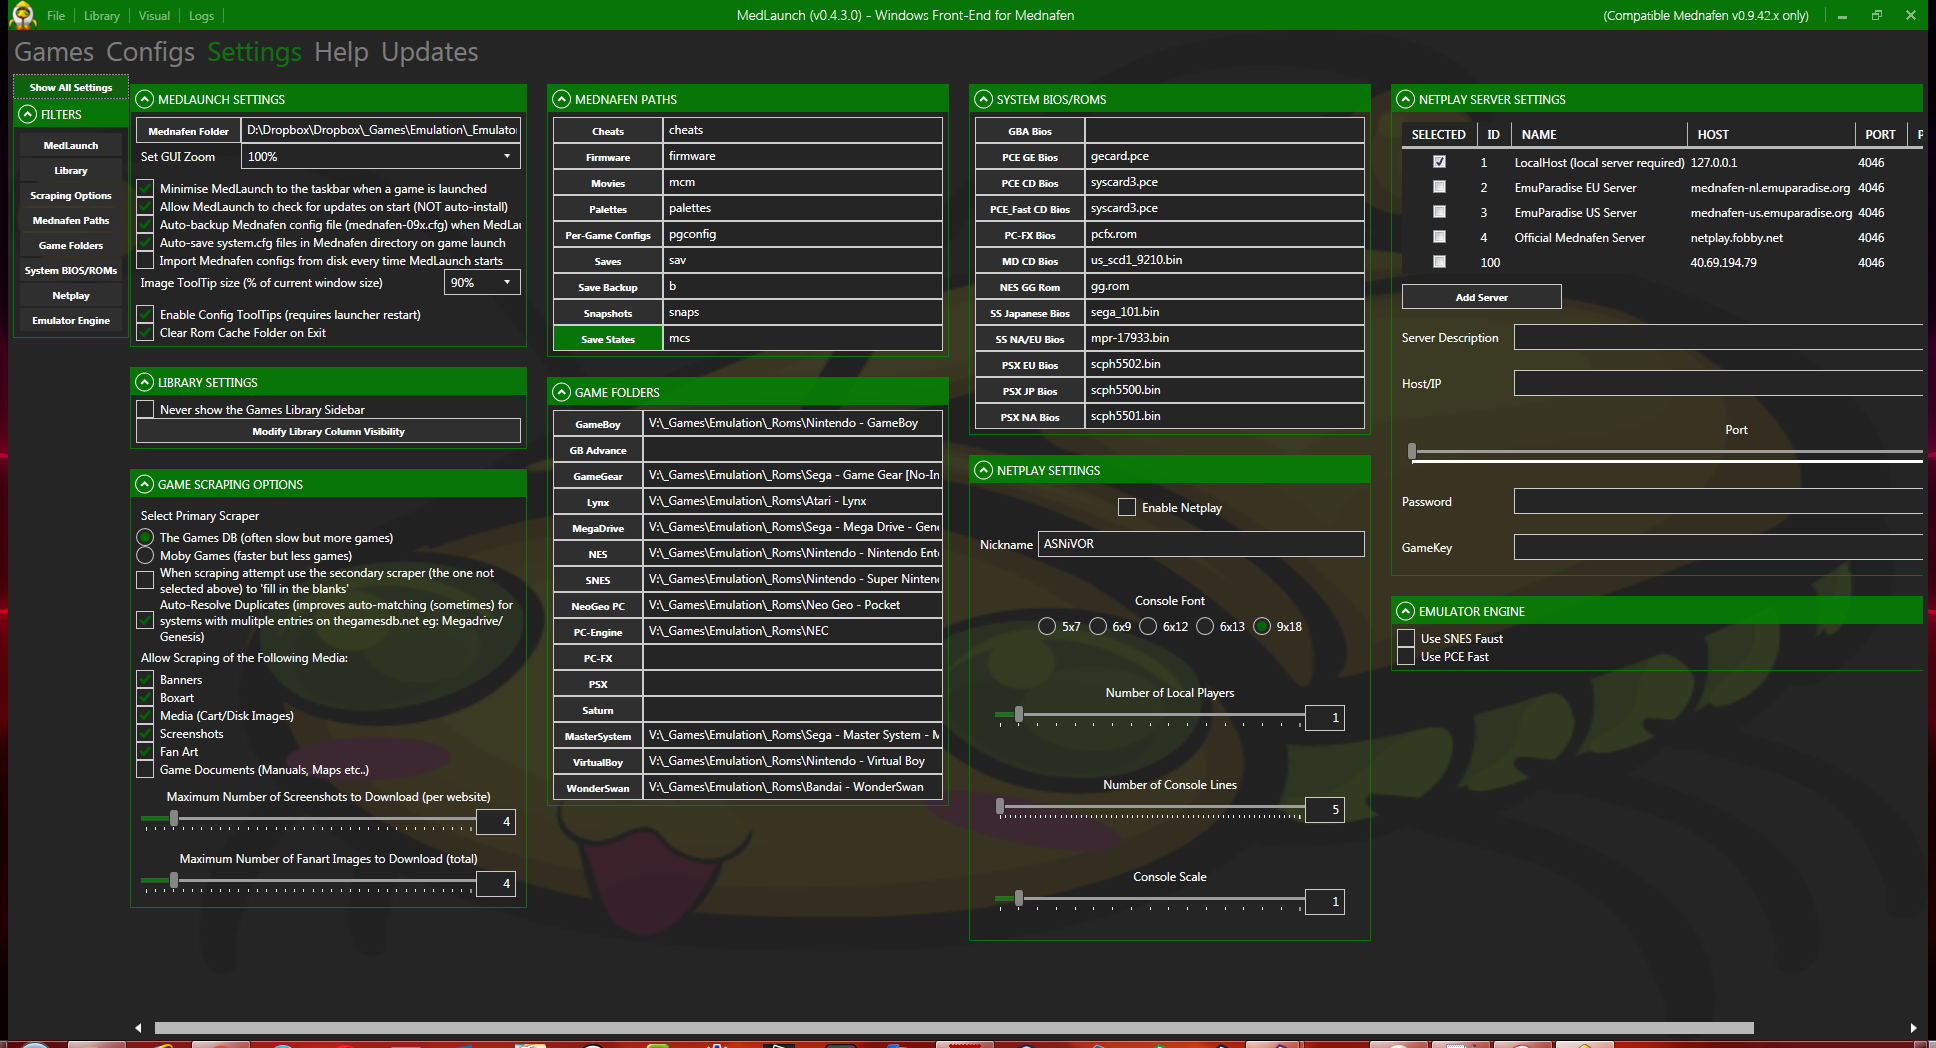 File Library Visual Logs
MedLaunch (v0.4.3.0) - Windows Front-End for Mednafen
(Compatible Mednafen v0.9.42.x only)
Games Configs Settings Help Updates
Show All Settings
FILTERS
MedLaunch
Library
Scraping Options
Mednafen Paths
Game Folders
System BIOS/ROMs
Netplay
Emulator Engine
MEDLAUNCH SETTINGS
Mednafen Folder D:\Dropbox\Dropbox\_Games\Emulation\_Emulato
Set GUI Zoom 100%
Minimise MedLaunch to the taskbar when a game is launched
Allow MedLaunch to check for updates on start (NOT auto-install)
Auto-backup Mednafen config file (mednafen-09x.cfg) when MedLau
Auto-save system.cfg files in Mednafen directory on game launch
Import Mednafen configs from disk every time MedLaunch starts
Image ToolTip size (% of current window size) 90%
Enable Config ToolTips (requires launcher restart)
Clear Rom Cache Folder on Exit
LIBRARY SETTINGS
Never show the Games Library Sidebar
Modify Library Column Visibility
GAME SCRAPING OPTIONS
Select Primary Scraper
The Games DB (often slow but more games)
Moby Games (faster but less games)
When scraping attempt use the secondary scraper (the one not
selected above) to 'fill in the blanks'
Auto-Resolve Duplicates (improves auto-matching (sometimes) for
systems with mulitple entries on thegamesdb.net eg: Megadrive/
Genesis)
Allow Scraping of the Following Media:
Banners
Boxart
Media (Cart/Disk Images)
Screenshots
Fan Art
Game Documents (Manuals, Maps etc..)
Maximum Number of Screenshots to Download (per website)
4
Maximum Number of Fanart Images to Download (total)
4
MEDNAFEN PATHS
Cheats cheats
Firmware firmware
Movies mcm
Palettes palettes
Per-Game Configs pgconfig
Saves sav
Save Backup b
Snapshots snaps
Save States mcs
GAME FOLDERS
GameBoy V:\_Games\Emulation\_Roms\Nintendo - GameBoy
GB Advance
GameGear V:\_Games\Emulation\_Roms\Sega - Game Gear [No-In
Lynx V:\_Games\Emulation\_Roms\Atari - Lynx
MegaDrive V:\_Games\Emulation\_Roms\Sega - Mega Drive - Gene
NES V:\_Games\Emulation\_Roms\Nintendo - Nintendo Ent
SNES V:\_Games\Emulation\_Roms\Nintendo - Super Ninten
NeoGeo PC V:\_Games\Emulation\_Roms\Neo Geo - Pocket
PC-Engine V:\_Games\Emulation\_Roms\NEC
PC-FX
PSX
Saturn
MasterSystem V:\_Games\Emulation\_Roms\Sega - Master System - M
VirtualBoy V:\_Games\Emulation\_Roms\Nintendo - Virtual Boy
WonderSwan V:\_Games\Emulation\_Roms\Bandai - WonderSwan
SYSTEM BIOS/ROMS
GBA Bios
PCE GE Bios gecard.pce
PCE CD Bios syscard3.pce
PCE_Fast CD Bios syscard3.pce
PC-FX Bios pcfx.rom
MD CD Bios us_scd1_9210.bin
NES GG Rom gg.rom
SS Japanese Bios sega_101.bin
SS NA/EU Bios mpr-17933.bin
PSX EU Bios scph5502.bin
PSX JP Bios scph5500.bin
PSX NA Bios scph5501.bin
NETPLAY SETTINGS
Enable Netplay
Nickname ASNiVOR
Console Font
5x7 6x9 6x12 6x13 9x18
Number of Local Players
1
Number of Console Lines
5
Console Scale
1
NETPLAY SERVER SETTINGS
SELECTED ID NAME HOST PORT P
1 LocalHost (local server required) 127.0.0.1 4046
2 EmuParadise EU Server mednafen-nl.emuparadise.org 4046
3 EmuParadise US Server mednafen-us.emuparadise.org 4046
4 Official Mednafen Server netplay.fobby.net 4046
100 40.69.194.79 4046
Add Server
Server Description
Host/IP
Port
Password
GameKey
EMULATOR ENGINE
Use SNES Faust
Use PCE Fast